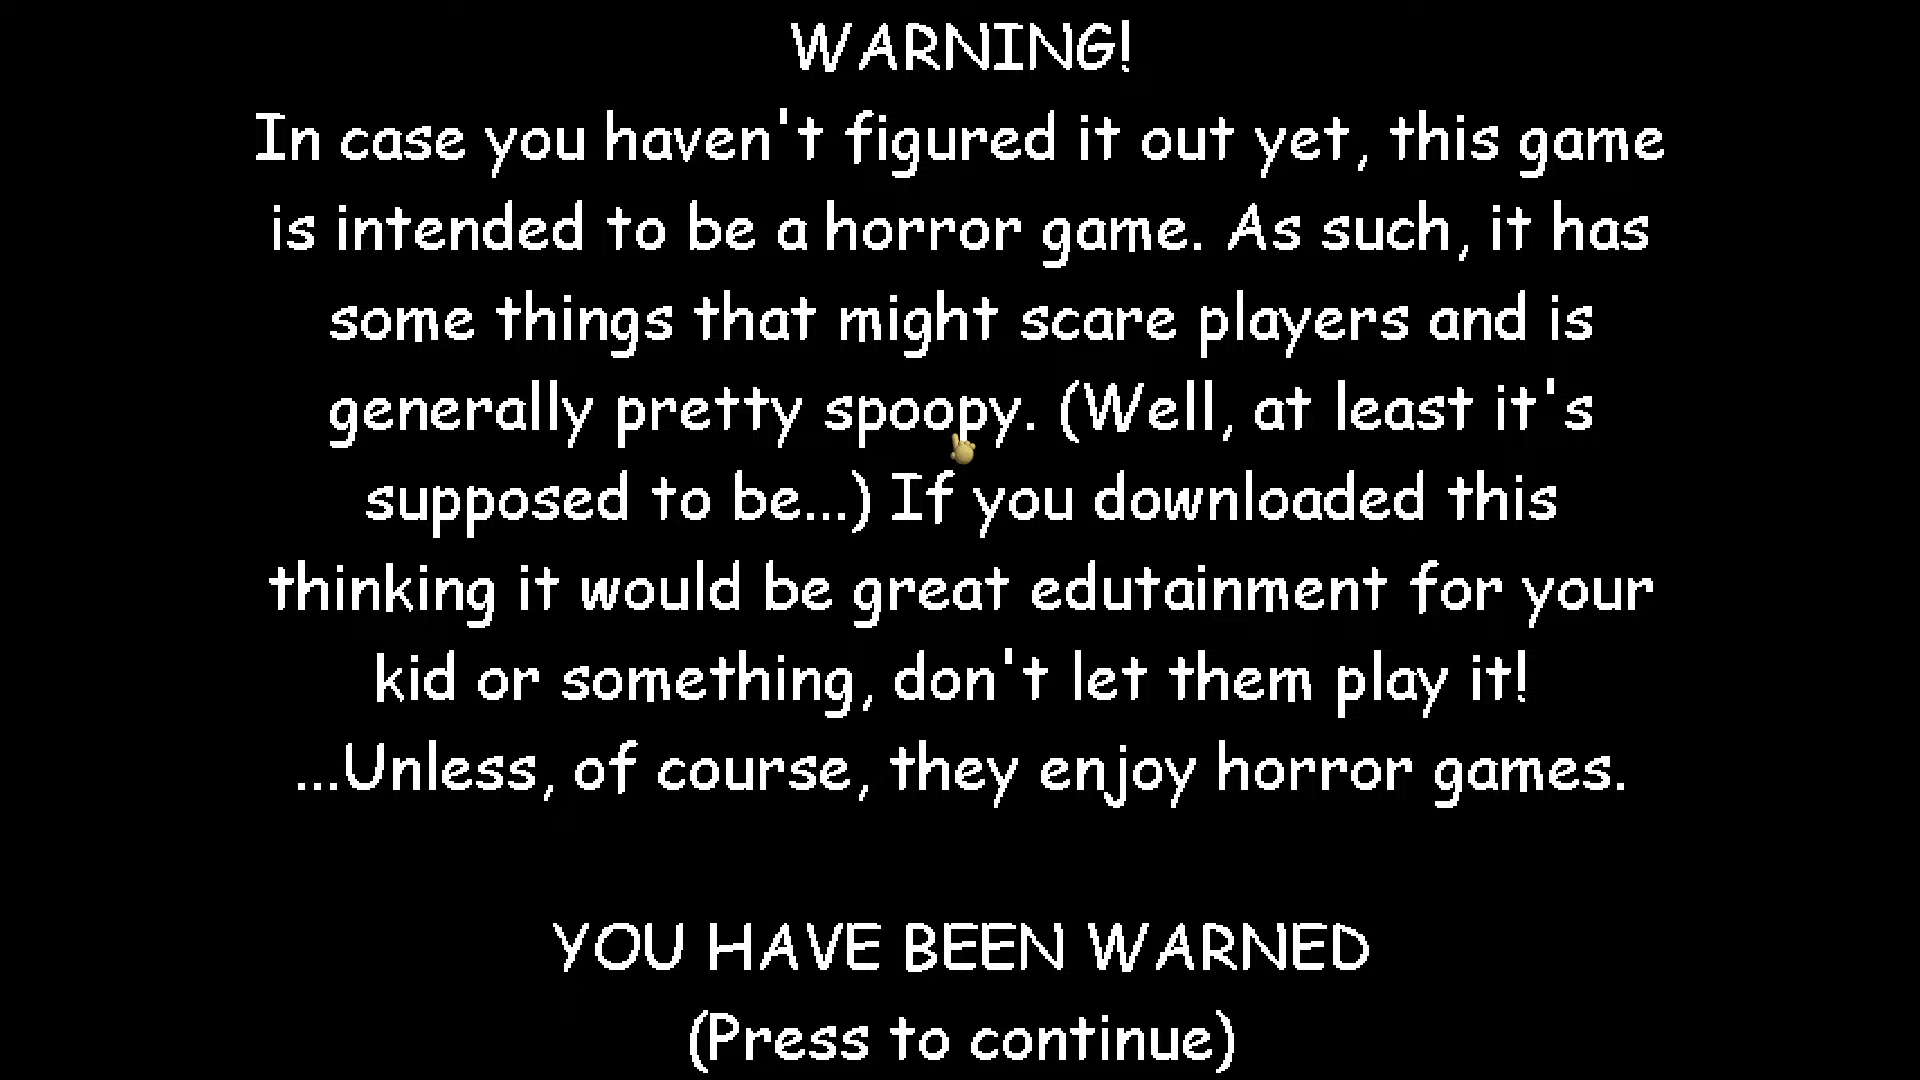 WARNING!
In case you haven't figured it out yet, this game
is intended to be a horror game. As such, it has
some things that might scare players and is
generally pretty spoopy. (Well, at least it's
supposed to be...) If you downloaded this
thinking it would be great edutainment for your
kid or something, don't let them play it!
...Unless, of course, they enjoy horror games.
YOU HAVE BEEN WARNED
(Press to continue)